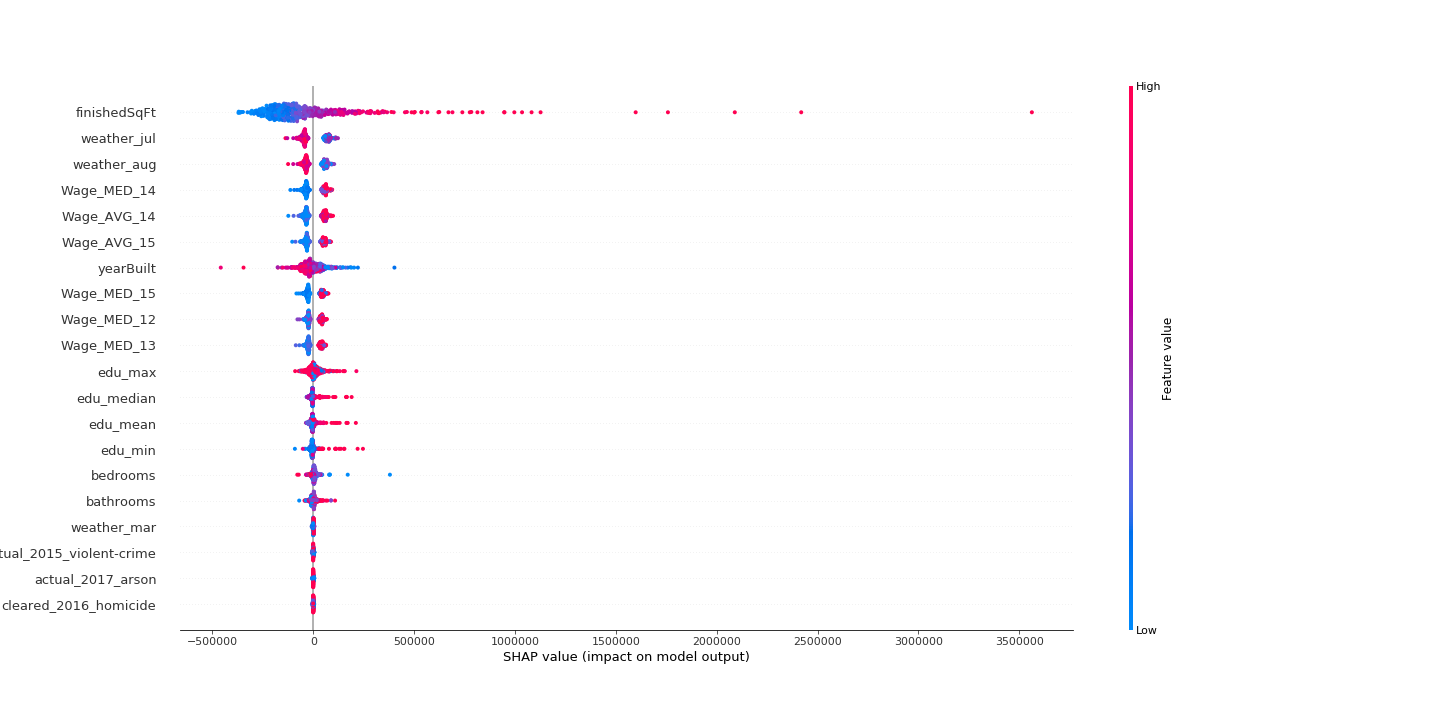 High
finishedSqFt
weather_jul
weather_aug
Wage_MED_14
Wage_AVG_14
Wage_AVG_15
yearBuilt
Wage_MED_15
Wage_MED_12
Wage_MED_13
edu_max
edu_median
edu_mean
edu_min
bedrooms
bathrooms
weather_mar
tual_2015_violent-crime
actual_2017_arson
cleared_2016_homicide
Feature value
Low
−500000 0 500000 1000000 1500000 2000000 2500000 3000000 3500000
SHAP value (impact on model output)